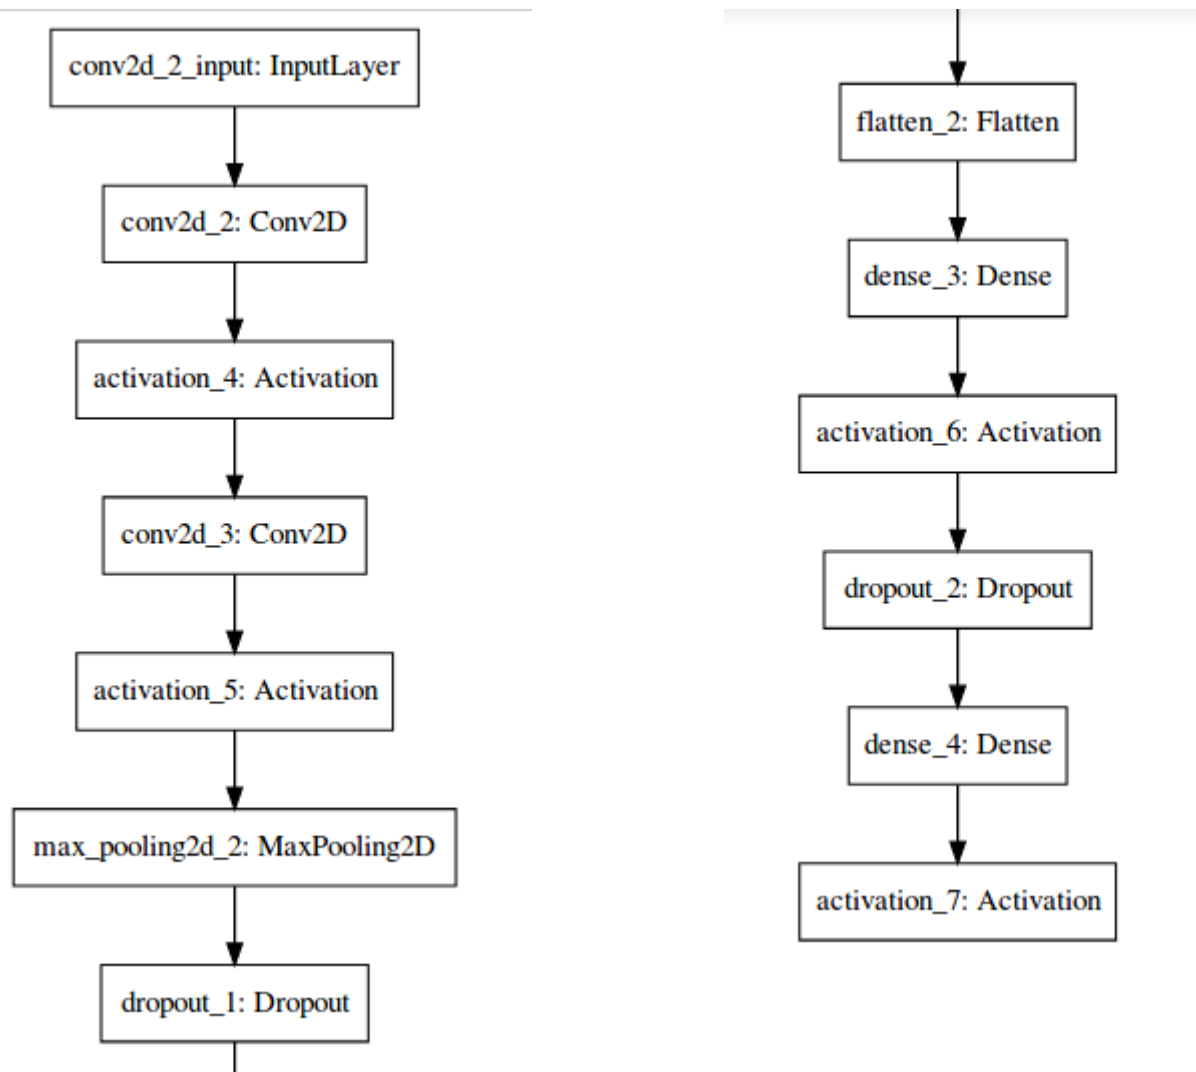 conv2d_2_input: InputLayer
conv2d_2: Conv2D
activation_4: Activation
conv2d_3: Conv2D
activation_5: Activation
max_pooling2d_2: MaxPooling2D
dropout_1: Dropout
flatten_2: Flatten
dense_3: Dense
activation_6: Activation
dropout_2: Dropout
dense_4: Dense
activation_7: Activation